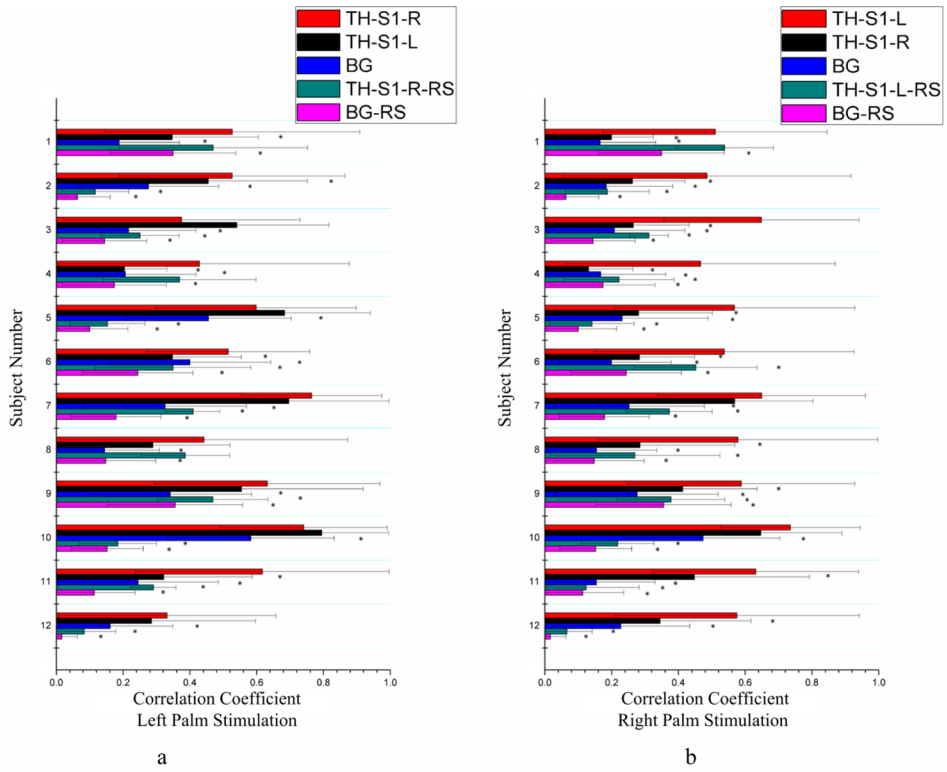 TH-S1-R
TH-S1-L
BG
TH-S1-R-RS
BG-RS
Subject Number
1
2
3
4
5
6
7
8
9
10
11
12
0.0 0.2 0.4 0.6 0.8 1.0
Correlation Coefficient
Left Palm Stimulation
a
TH-S1-L
TH-S1-R
BG
TH-S1-L-RS
BG-RS
Subject Number
1
2
3
4
5
6
7
8
9
10
11
12
0.0 0.2 0.4 0.6 0.8 1.0
Correlation Coefficient
Right Palm Stimulation
b